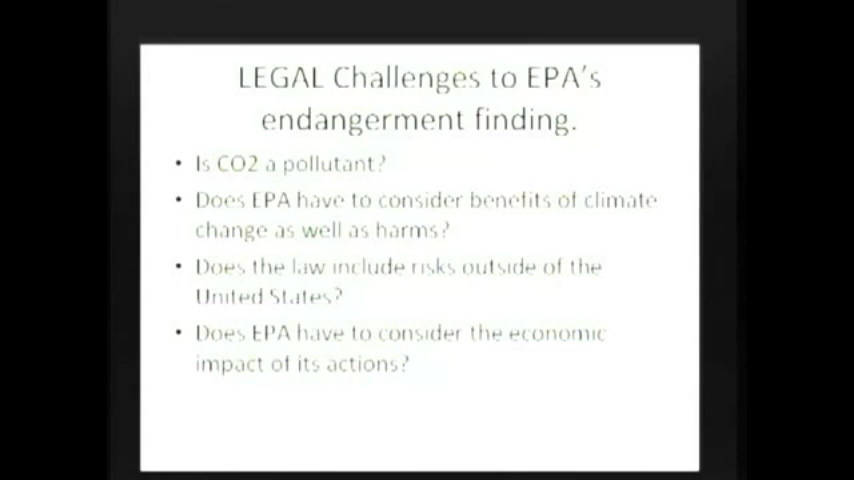 LEGAL Challenges to EPA's
endangerment finding.
• Is CO2 a pollutant?
• Does EPA have to consider benefits of climate
change as well as harms?
• Does the law include risks outside of the
United States?
• Does EPA have to consider the economic
impact of its actions?